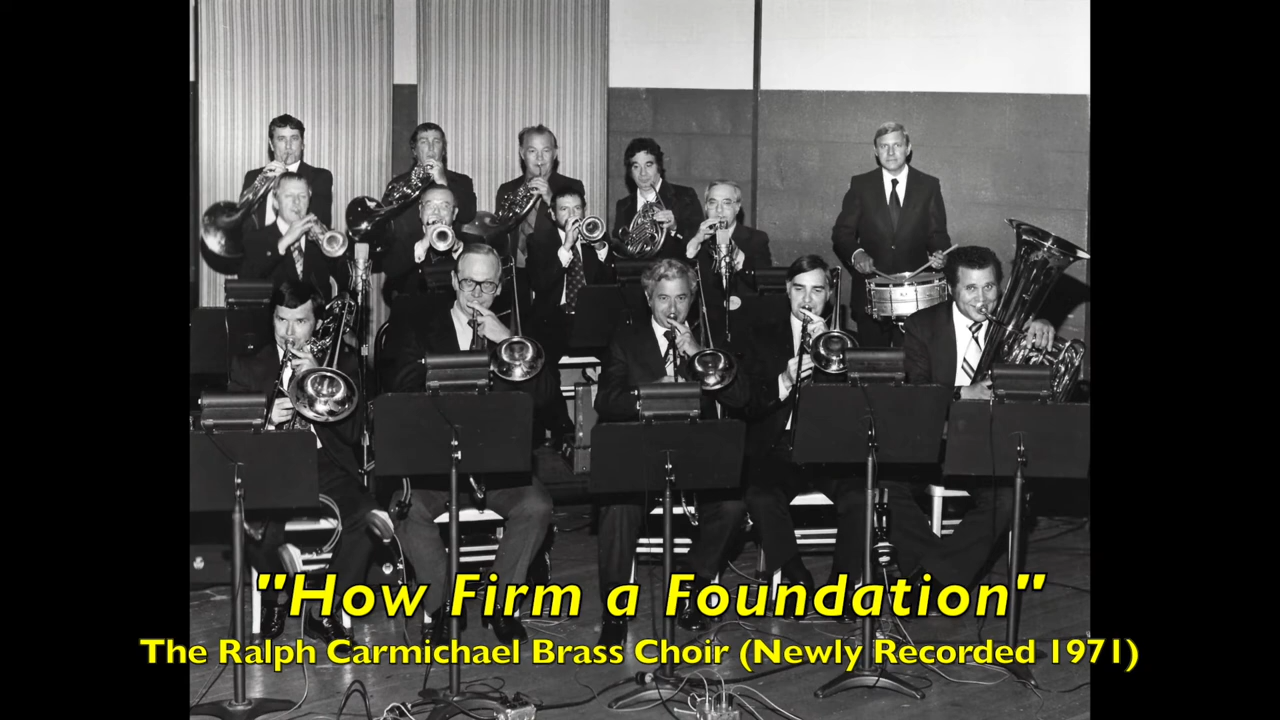 "How Firm a Foundation"
The Ralph Carmichael Brass Choir (Newly Recorded 1971)